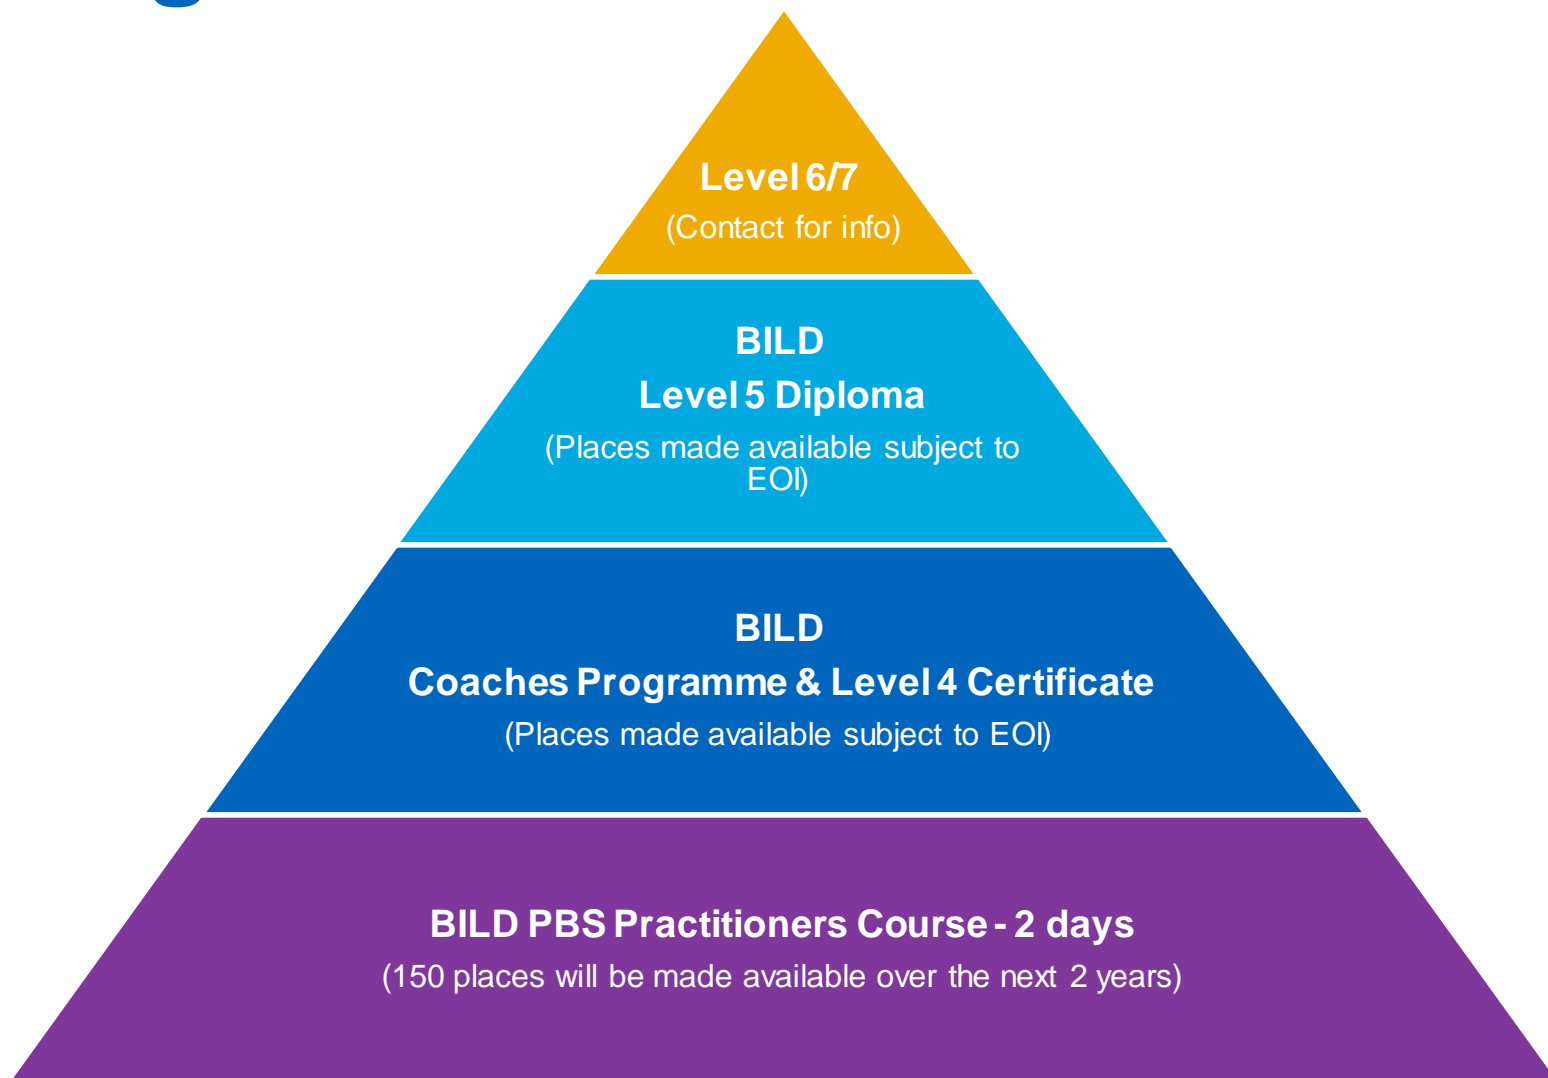 Level 6/7
(Contact for info)
BILD
Level 5 Diploma
(Places made available subject to
EOI)
BILD
Coaches Programme & Level 4 Certificate
(Places made available subject to EOI)
BILD PBS Practitioners Course - 2 days
(150 places will be made available over the next 2 years)